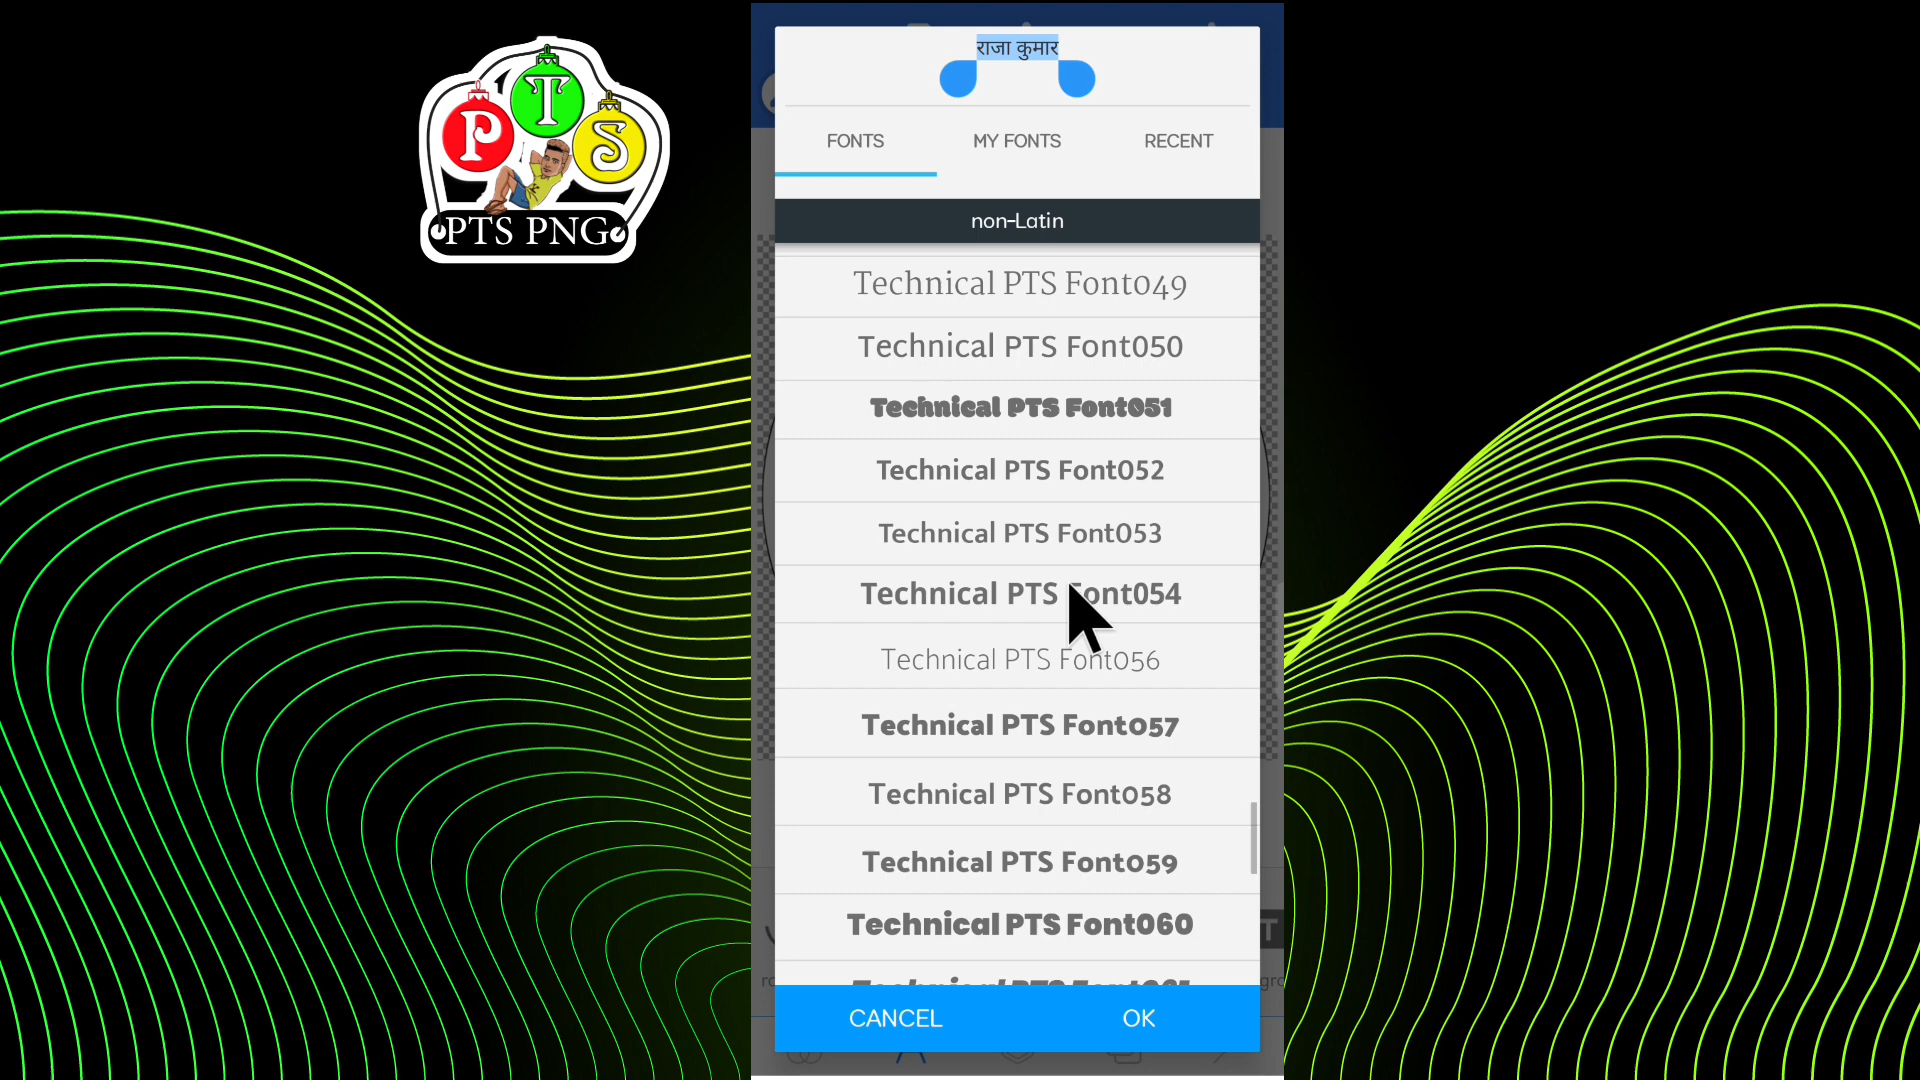 P T S
PTS PNG
राजा कुमार
FONTS MY FONTS RECENT
non-Latin
Technical PTS Font049
Technical PTS Font050
Technical PTS Font051
Technical PTS Font052
Technical PTS Font053
Technical PTS Font054
Technical PTS Font056
Technical PTS Font057
Technical PTS Font058
Technical PTS Font059
Technical PTS Font060
Technical PTS Font061
CANCEL OK